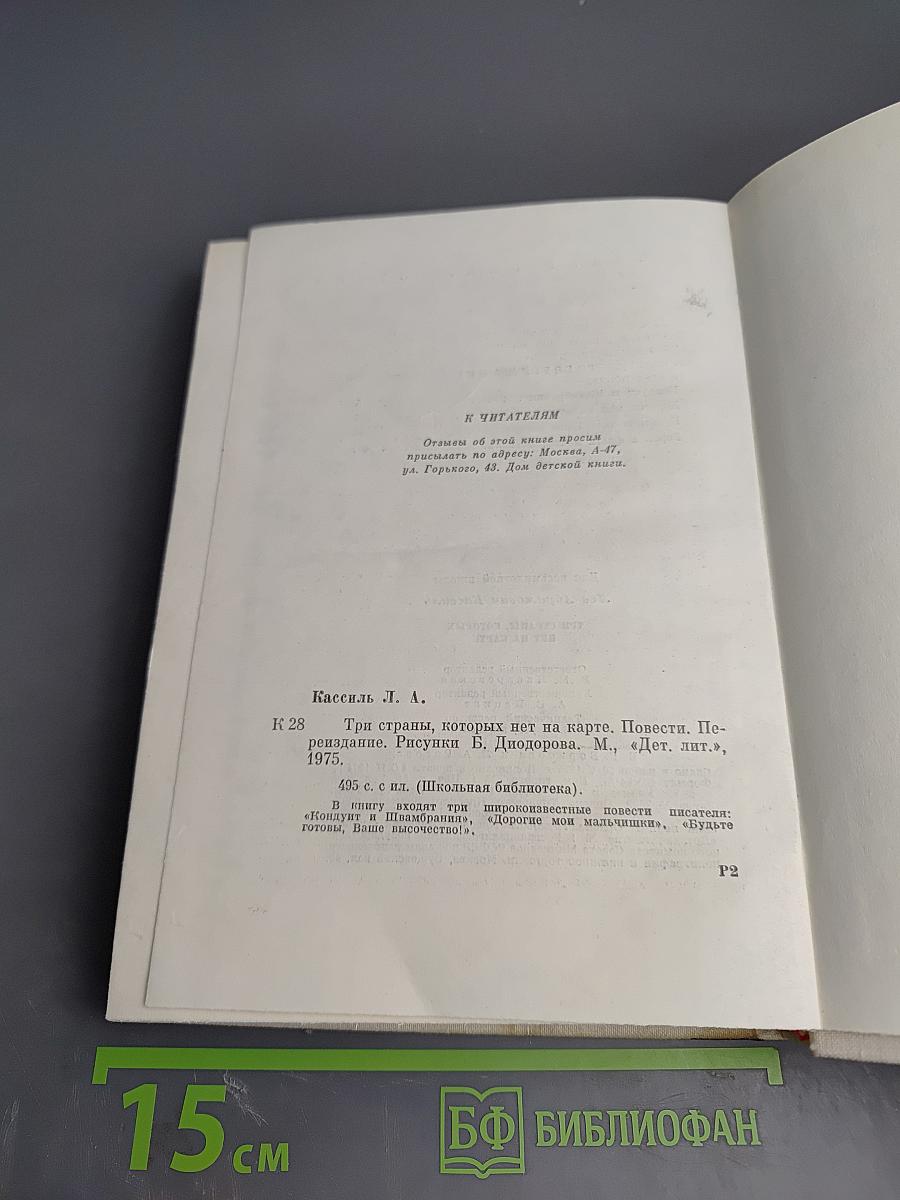 К ЧИТАТЕЛЯМ
Отзывы об этой книге просим
присылать по адресу: Москва, А-47,
ул. Горького, 43. Дом детской книги.
Кассиль Л. А.
К 28 Три страны, которых нет на карте. Повести. Пе-
реиздание. Рисунки Б. Диодорова. М., «Дет. лит.»,
1975.
495 с. с ил. (Школьная библиотека).
В книгу входят три широкоизвестные повести писателя:
«Кондуит и Швамбрания», «Дорогие мои мальчишки», «Будьте
готовы, Ваше высочество!».
Р2
15 см
БФ БИБЛИОФАН